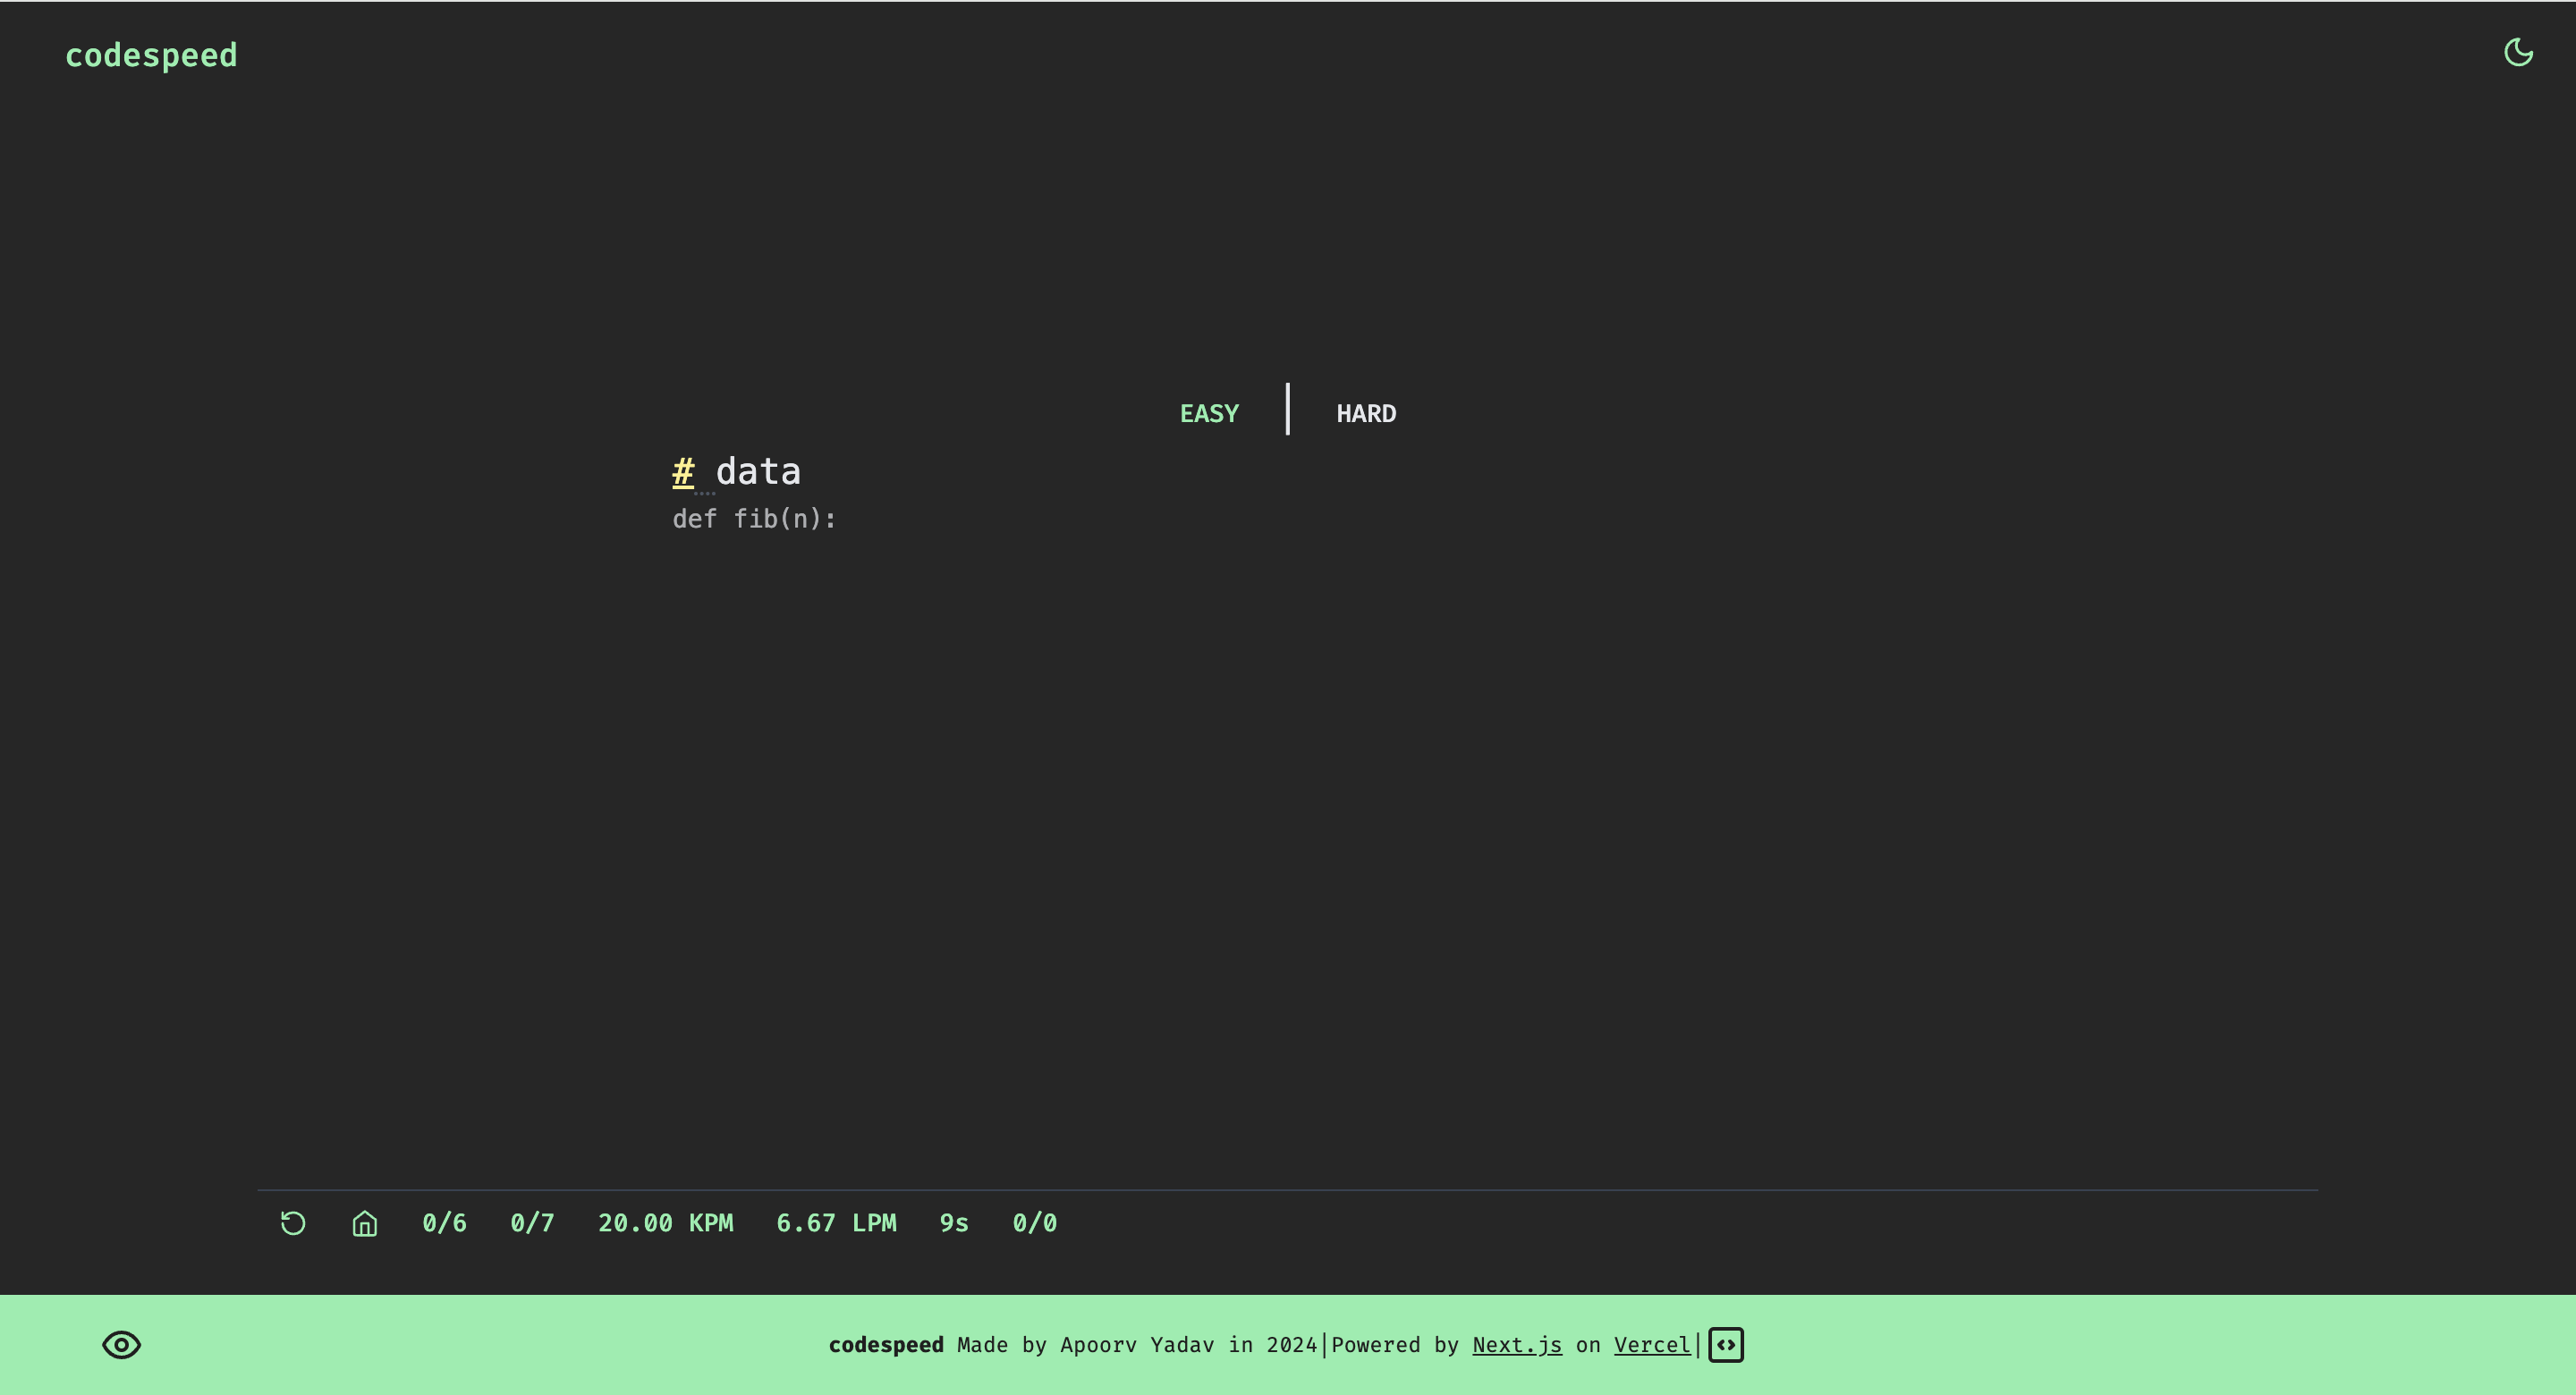 codespeed
EASY | HARD
# data
def fib(n):
0/6 0/7 20.00 KPM 6.67 LPM 9s 0/0
codespeed Made by Apoorv Yadav in 2024|Powered by Next.js on Vercel|